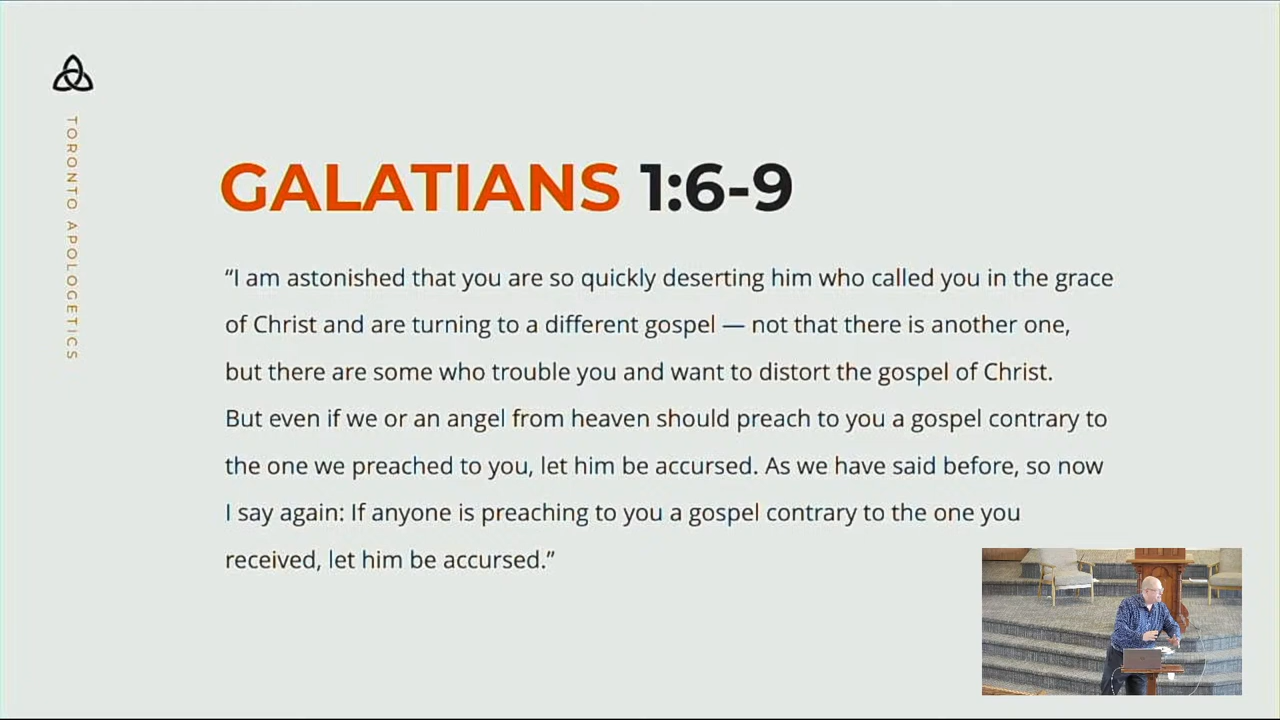 TORONTO APOLOGETICS
GALATIANS 1:6-9
“I am astonished that you are so quickly deserting him who called you in the grace
of Christ and are turning to a different gospel — not that there is another one,
but there are some who trouble you and want to distort the gospel of Christ.
But even if we or an angel from heaven should preach to you a gospel contrary to
the one we preached to you, let him be accursed. As we have said before, so now
I say again: If anyone is preaching to you a gospel contrary to the one you
received, let him be accursed.”